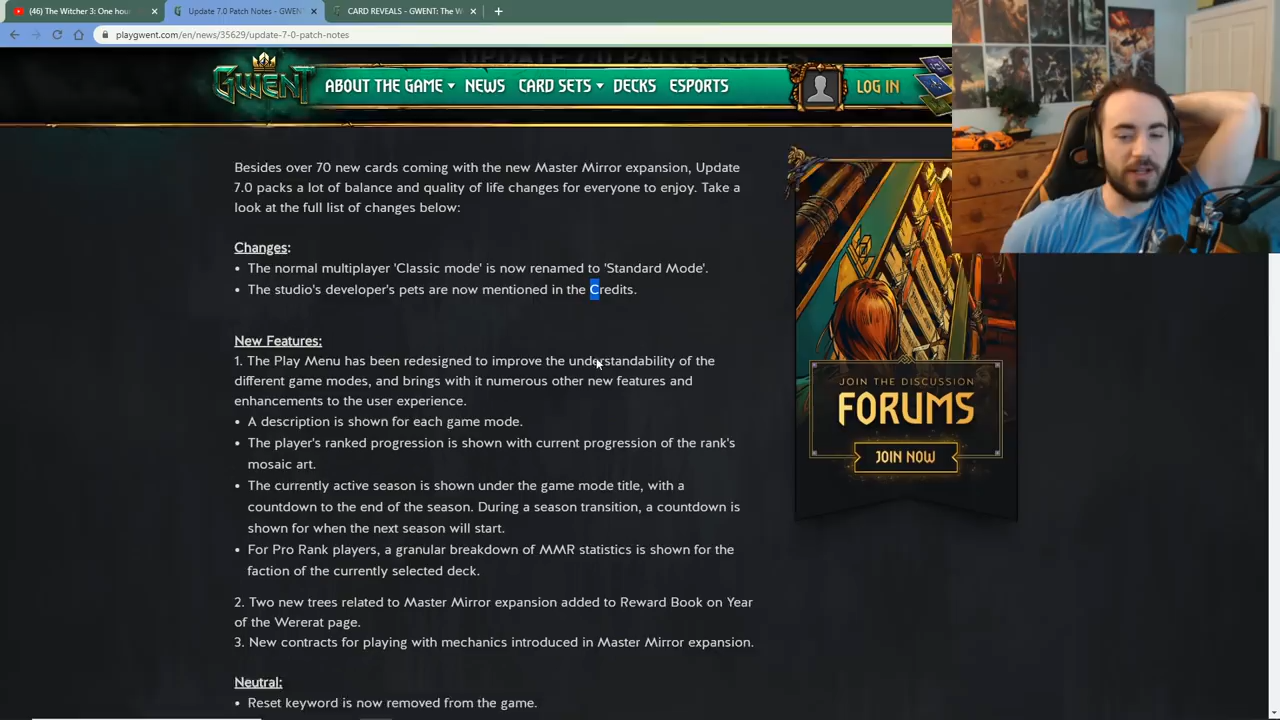 (46) The Witcher 3: One hou
Update 7.0 Patch Notes - GWEN
CARD REVEALS - GWENT: The W
playgwent.com/en/news/35629/update-7-0-patch-notes
GWENT
ABOUT THE GAME
NEWS
CARD SETS
DECKS
ESPORTS
LOG IN
Besides over 70 new cards coming with the new Master Mirror expansion, Update
7.0 packs a lot of balance and quality of life changes for everyone to enjoy. Take a
look at the full list of changes below:
Changes:
• The normal multiplayer 'Classic mode' is now renamed to 'Standard Mode'.
• The studio's developer's pets are now mentioned in the Credits.
New Features:
1. The Play Menu has been redesigned to improve the understandability of the
different game modes, and brings with it numerous other new features and
enhancements to the user experience.
• A description is shown for each game mode.
• The player's ranked progression is shown with current progression of the rank's
mosaic art.
• The currently active season is shown under the game mode title, with a
countdown to the end of the season. During a season transition, a countdown is
shown for when the next season will start.
• For Pro Rank players, a granular breakdown of MMR statistics is shown for the
faction of the currently selected deck.
2. Two new trees related to Master Mirror expansion added to Reward Book on Year
of the Wererat page.
3. New contracts for playing with mechanics introduced in Master Mirror expansion.
Neutral:
• Reset keyword is now removed from the game.
JOIN THE DISCUSSION
FORUMS
JOIN NOW